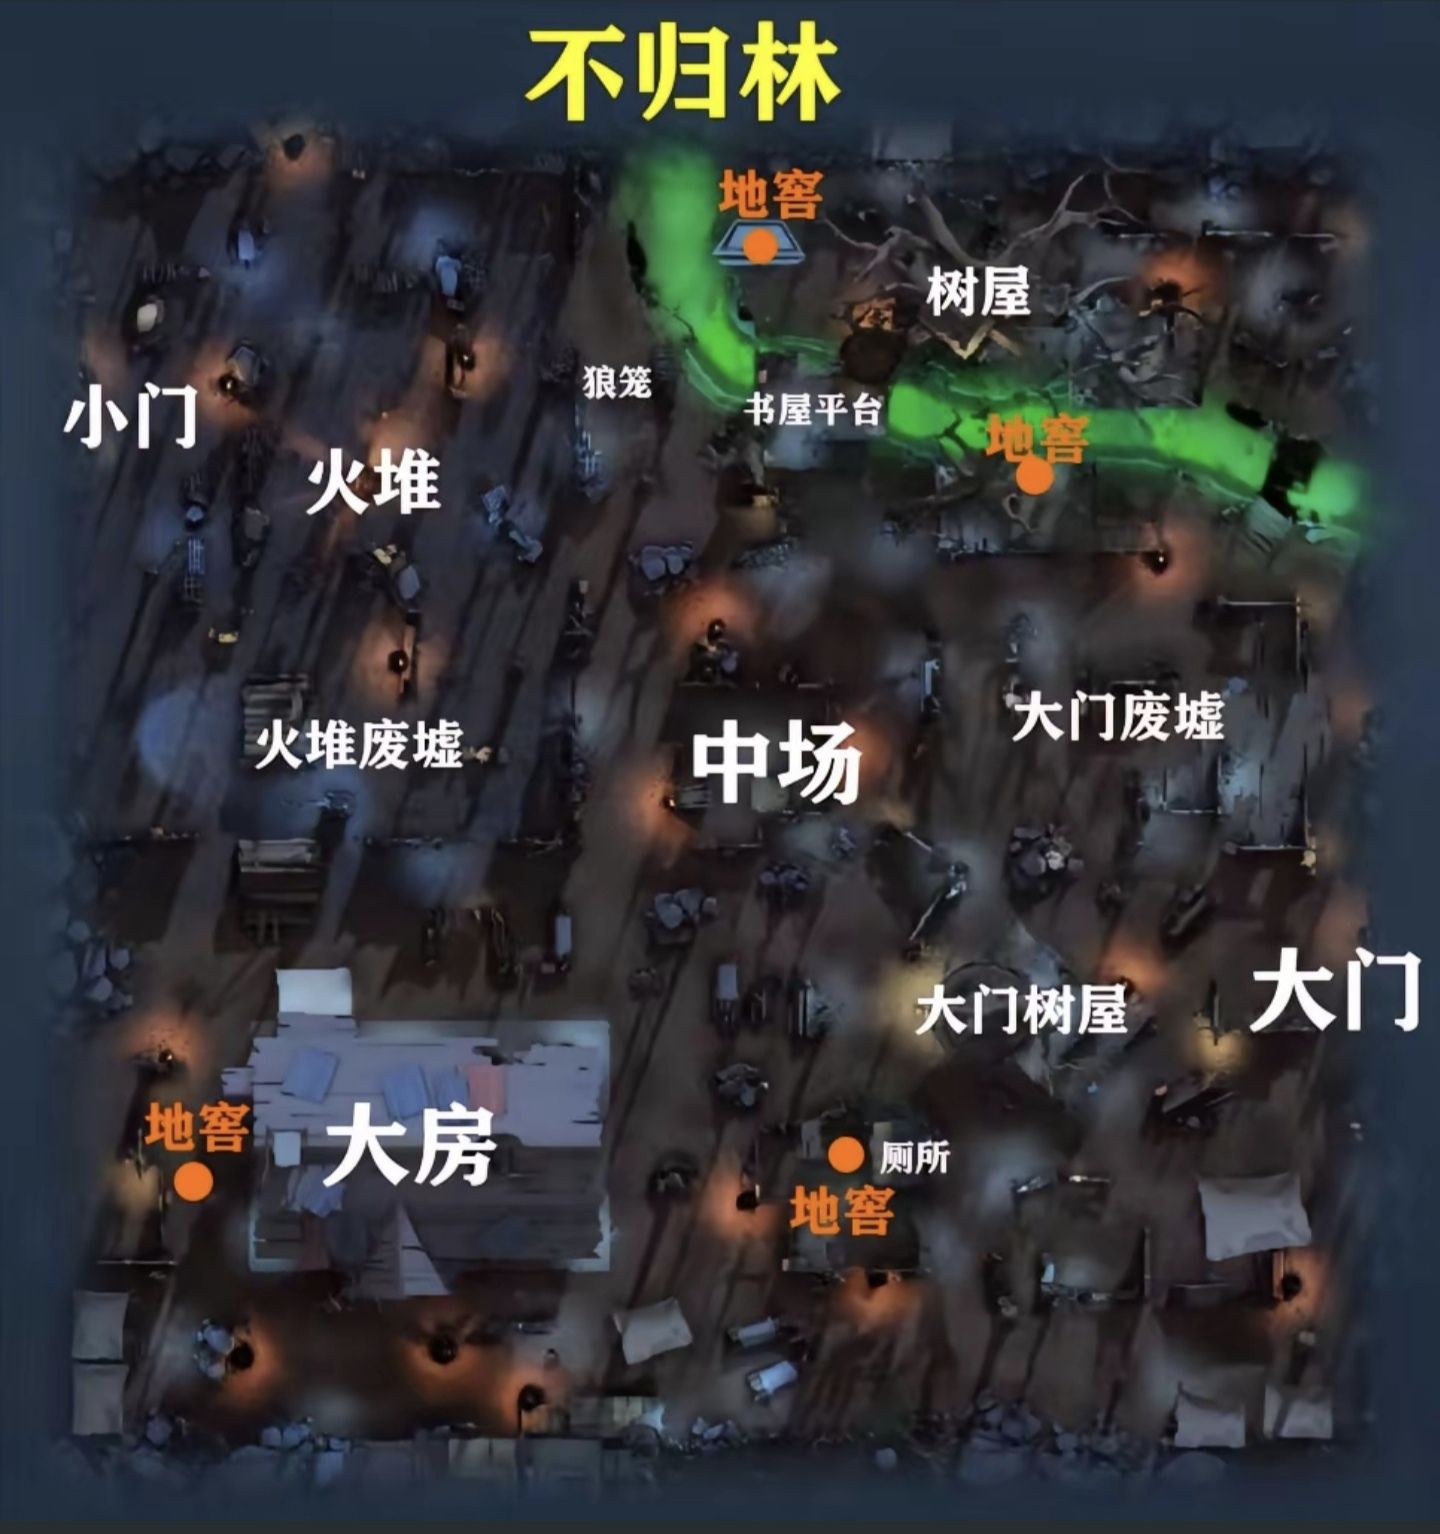 不归林
地窖
树屋
狼笼
小门
书屋平台
地窖
火堆
大门废墟
火堆废墟
中场
大门
大门树屋
地窖
大房
厕所
地窖